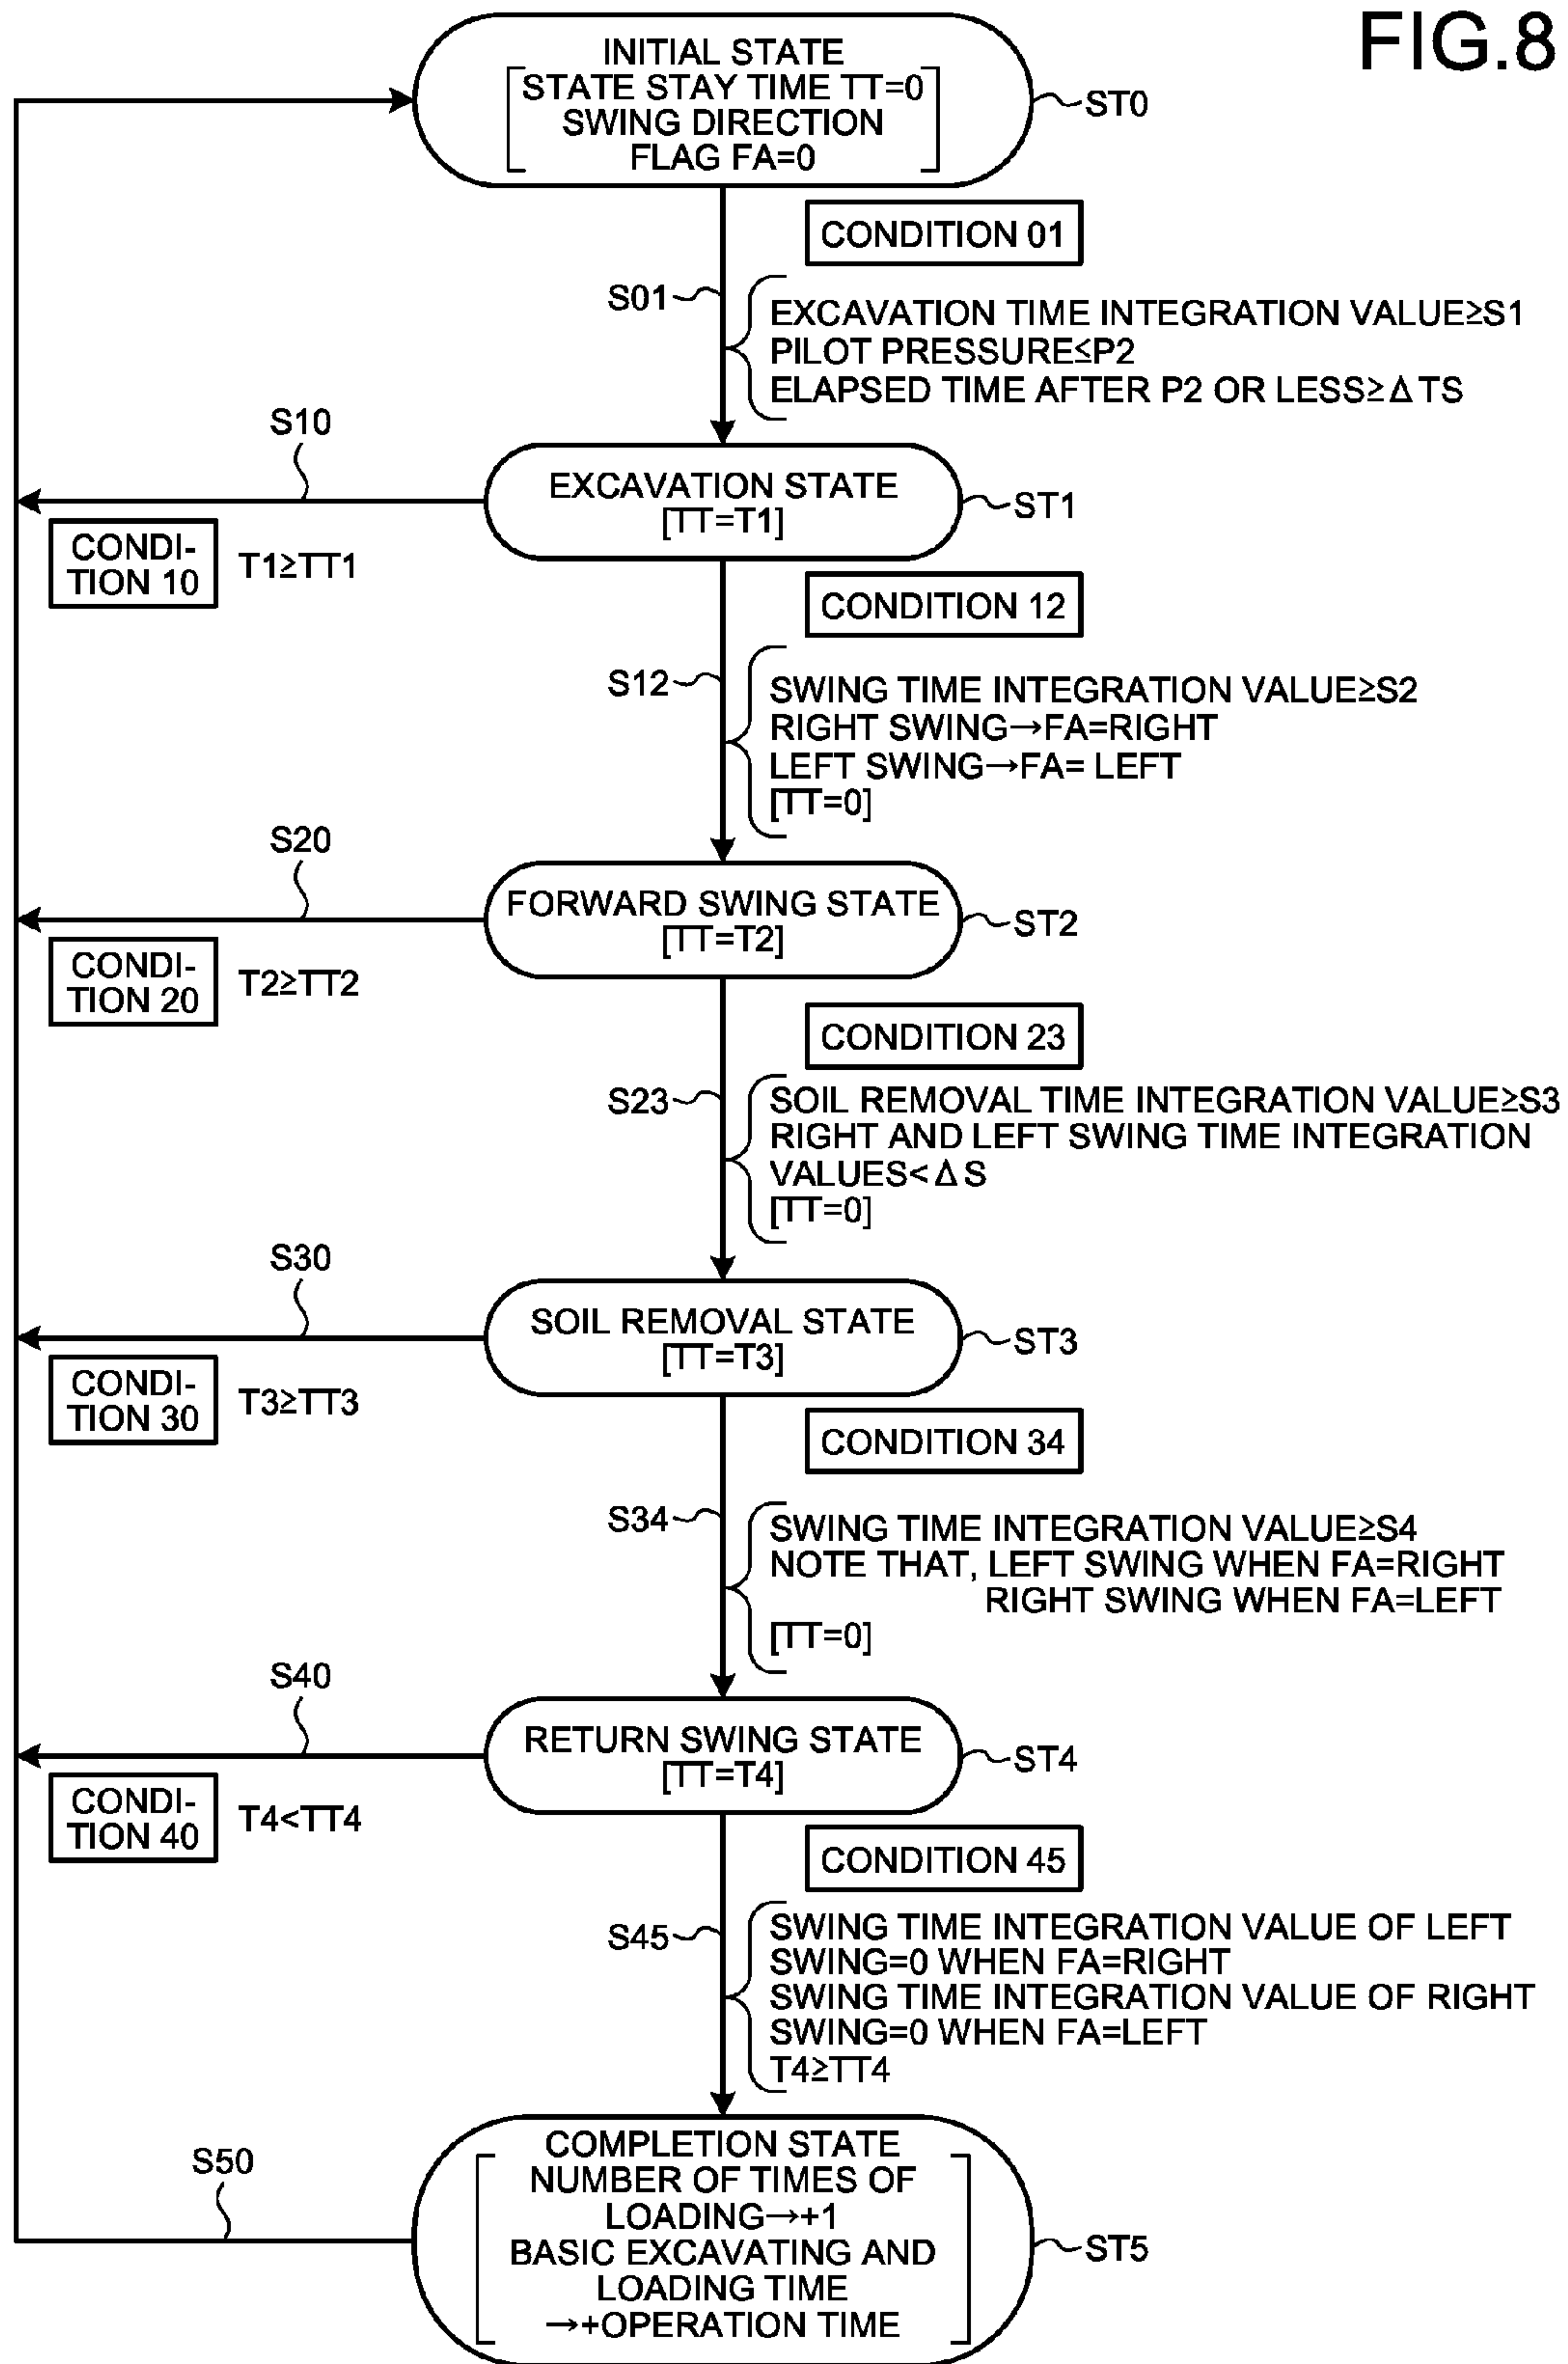 FIG.8
INITIAL STATE
[STATE STAY TIME TT=0
SWING DIRECTION
FLAG FA=0]
ST0
CONDITION 01
S01
EXCAVATION TIME INTEGRATION VALUE≥S1
PILOT PRESSURE≤P2
ELAPSED TIME AFTER P2 OR LESS≥ΔTS
S10
EXCAVATION STATE
[TT=T1]
ST1
CONDI-
TION 10
T1≥TT1
CONDITION 12
S12
SWING TIME INTEGRATION VALUE≥S2
RIGHT SWING→FA=RIGHT
LEFT SWING→FA= LEFT
[TT=0]
S20
FORWARD SWING STATE
[TT=T2]
ST2
CONDI-
TION 20
T2≥TT2
CONDITION 23
S23
SOIL REMOVAL TIME INTEGRATION VALUE≥S3
RIGHT AND LEFT SWING TIME INTEGRATION
VALUES<ΔS
[TT=0]
S30
SOIL REMOVAL STATE
[TT=T3]
ST3
CONDI-
TION 30
T3≥TT3
CONDITION 34
S34
SWING TIME INTEGRATION VALUE≥S4
NOTE THAT, LEFT SWING WHEN FA=RIGHT
RIGHT SWING WHEN FA=LEFT
[TT=0]
S40
RETURN SWING STATE
[TT=T4]
ST4
CONDI-
TION 40
T4<TT4
CONDITION 45
S45
SWING TIME INTEGRATION VALUE OF LEFT
SWING=0 WHEN FA=RIGHT
SWING TIME INTEGRATION VALUE OF RIGHT
SWING=0 WHEN FA=LEFT
T4≥TT4
S50
COMPLETION STATE
[NUMBER OF TIMES OF
LOADING→+1
BASIC EXCAVATING AND
LOADING TIME
→+OPERATION TIME]
ST5